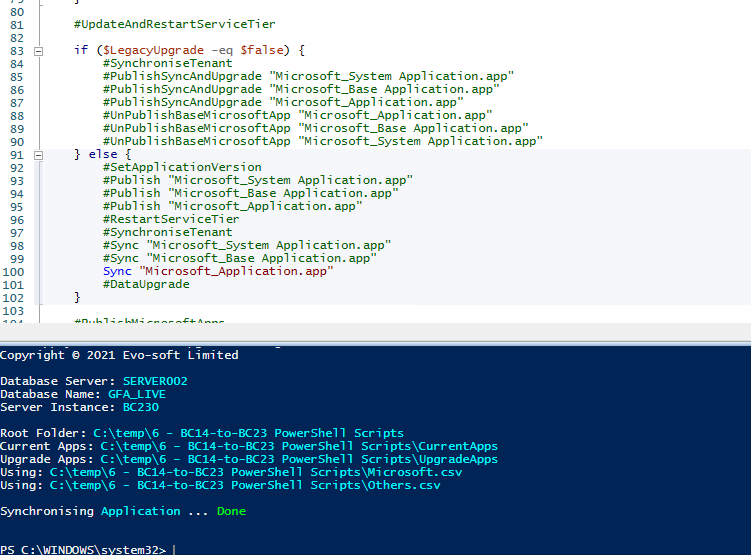 80
81 #UpdateAndRestartServiceTier
82
83 if ($LegacyUpgrade -eq $false) {
84 #SynchroniseTenant
85 #PublishSyncAndUpgrade "Microsoft_System Application.app"
86 #PublishSyncAndUpgrade "Microsoft_Base Application.app"
87 #PublishSyncAndUpgrade "Microsoft_Application.app"
88 #UnPublishBaseMicrosoftApp "Microsoft_Application.app"
89 #UnPublishBaseMicrosoftApp "Microsoft_Base Application.app"
90 #UnPublishBaseMicrosoftApp "Microsoft_System Application.app"
91 } else {
92 #SetApplicationVersion
93 #Publish "Microsoft_System Application.app"
94 #Publish "Microsoft_Base Application.app"
95 #Publish "Microsoft_Application.app"
96 #RestartServiceTier
97 #SynchroniseTenant
98 #Sync "Microsoft_System Application.app"
99 #Sync "Microsoft_Base Application.app"
100 Sync "Microsoft_Application.app"
101 #DataUpgrade
102 }
103
104 #PublishMicrosoftApps
Copyright © 2021 Evo-soft Limited
Database Server: SERVER002
Database Name: GFA_LIVE
Server Instance: BC230
Root Folder: C:\temp\6 - BC14-to-BC23 PowerShell Scripts
Current Apps: C:\temp\6 - BC14-to-BC23 PowerShell Scripts\CurrentApps
Upgrade Apps: C:\temp\6 - BC14-to-BC23 PowerShell Scripts\UpgradeApps
Using: C:\temp\6 - BC14-to-BC23 PowerShell Scripts\Microsoft.csv
Using: C:\temp\6 - BC14-to-BC23 PowerShell Scripts\Others.csv
Synchronising Application ... Done
PS C:\WINDOWS\system32>